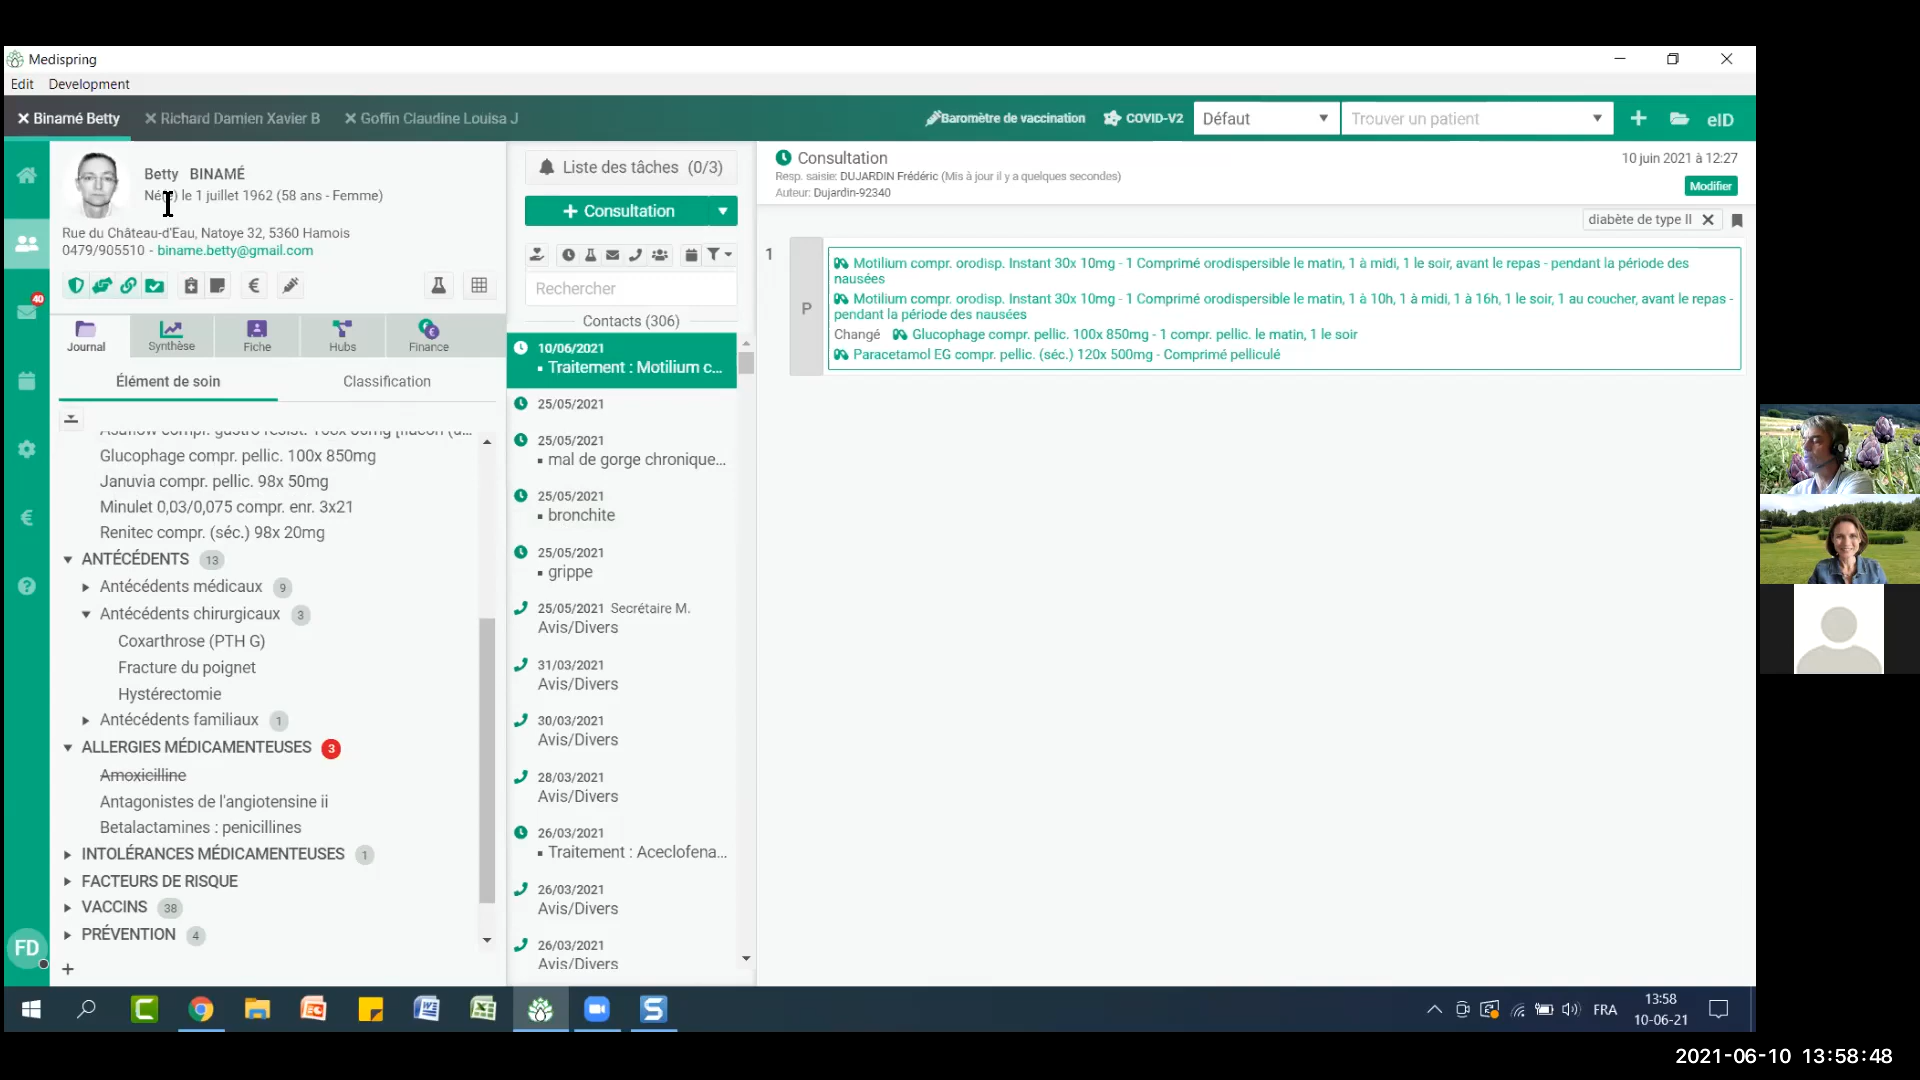 Medispring
Edit Development
Binamé Betty
Richard Damien Xavier B
Goffin Claudine Louisa J
Baromètre de vaccination
COVID-V2
Défaut
Trouver un patient
eID
Betty BINAMÉ
le 1 juillet 1962 (58 ans - Femme)
Rue du Château-d'Eau, Natoye 32, 5360 Hamois
0479/905510 - biname.betty@gmail.com
40
Journal
Synthèse
Fiche
Hubs
Finance
Élément de soin
Classification
Glucophage compr. pellic. 100x 850mg
Januvia compr. pellic. 98x 50mg
Minulet 0,03/0,075 compr. enr. 3x21
Renitec compr. (séc.) 98x 20mg
ANTÉCÉDENTS 13
Antécédents médicaux 9
Antécédents chirurgicaux 3
Coxarthrose (PTH G)
Fracture du poignet
Hystérectomie
Antécédents familiaux 1
ALLERGIES MÉDICAMENTEUSES 3
Amoxicilline
Antagonistes de l'angiotensine ii
Betalactamines : penicillines
INTOLÉRANCES MÉDICAMENTEUSES 1
FACTEURS DE RISQUE
VACCINS 38
PRÉVENTION 4
FD
Liste des tâches (0/3)
+ Consultation
Rechercher
Contacts (306)
10/06/2021
Traitement : Motilium c...
25/05/2021
25/05/2021
mal de gorge chronique...
25/05/2021
bronchite
25/05/2021
grippe
25/05/2021 Secrétaire M.
Avis/Divers
31/03/2021
Avis/Divers
30/03/2021
Avis/Divers
28/03/2021
Avis/Divers
26/03/2021
Traitement : Aceclofena...
26/03/2021
Avis/Divers
26/03/2021
Avis/Divers
Consultation
10 juin 2021 à 12:27
Resp. saisie: DUJARDIN Frédéric (Mis à jour il y a quelques secondes)
Auteur: Dujardin-92340
Modifier
diabète de type II
1
P
Motilium compr. orodisp. Instant 30x 10mg - 1 Comprimé orodispersible le matin, 1 à midi, 1 le soir, avant le repas - pendant la période des
nausées
Motilium compr. orodisp. Instant 30x 10mg - 1 Comprimé orodispersible le matin, 1 à 10h, 1 à midi, 1 à 16h, 1 le soir, 1 au coucher, avant le repas -
pendant la période des nausées
Changé Glucophage compr. pellic. 100x 850mg - 1 compr. pellic. le matin, 1 le soir
Paracetamol EG compr. pellic. (séc.) 120x 500mg - Comprimé pelliculé
FRA
13:58
10-06-21
2021-06-10 13:58:48